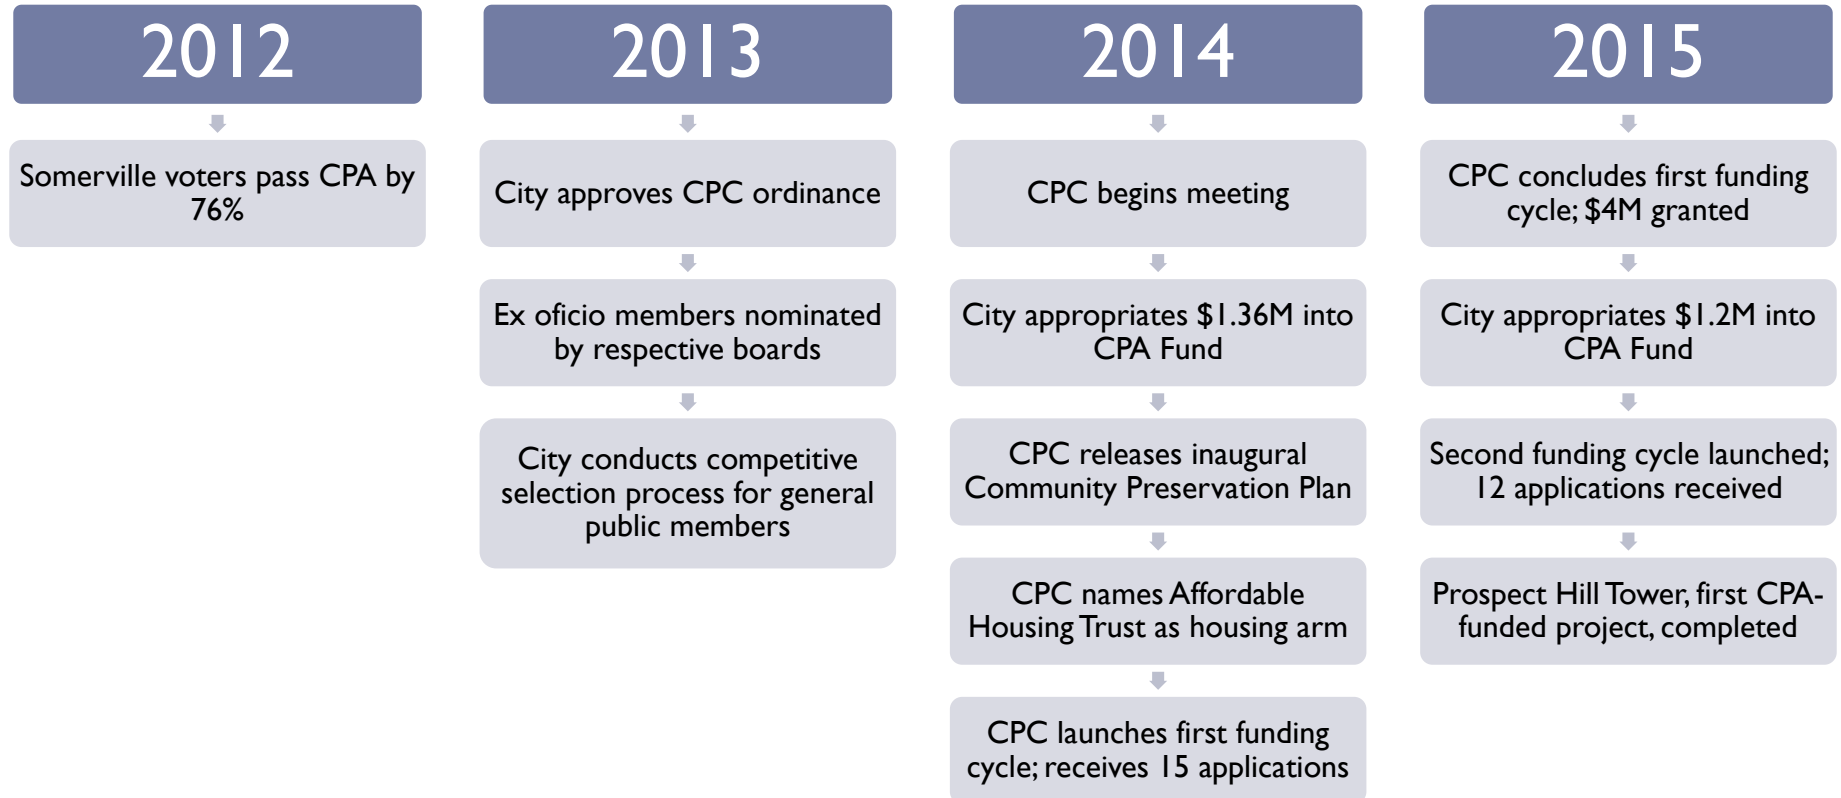 2012
Somerville voters pass CPA by
76%
2013
City approves CPC ordinance
Ex oficio members nominated
by respective boards
City conducts competitive
selection process for general
public members
2014
CPC begins meeting
City appropriates $1.36M into
CPA Fund
CPC releases inaugural
Community Preservation Plan
CPC names Affordable
Housing Trust as housing arm
CPC launches first funding
cycle; receives 15 applications
2015
CPC concludes first funding
cycle; $4M granted
City appropriates $1.2M into
CPA Fund
Second funding cycle launched;
12 applications received
Prospect Hill Tower, first CPA-
funded project, completed